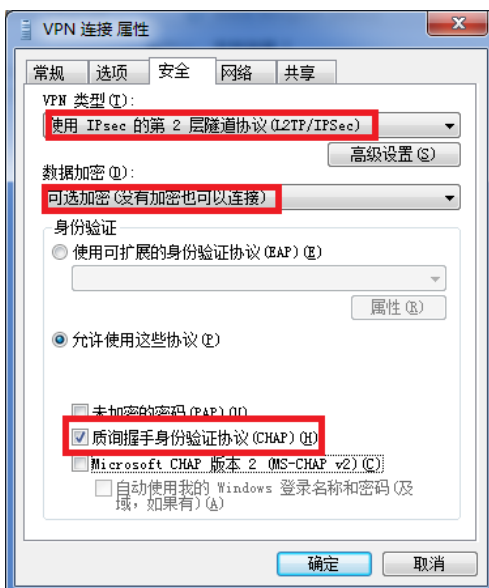 VPN 连接 属性
常规 选项 安全 网络 共享
VPN 类型(T):
使用 IPsec 的第 2 层隧道协议(L2TP/IPSec)
高级设置(S)
数据加密(D):
可选加密(没有加密也可以连接)
身份验证
使用可扩展的身份验证协议(EAP)(E)
属性(R)
允许使用这些协议(P)
未加密的密码(PAP)(U)
质询握手身份验证协议(CHAP)(H)
Microsoft CHAP 版本 2 (MS-CHAP v2)(C)
自动使用我的 Windows 登录名称和密码(及
域,如果有)(A)
确定 取消